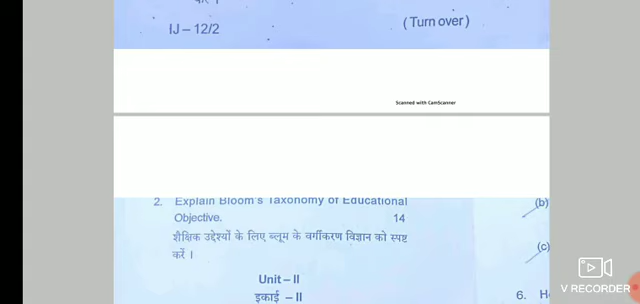 IJ – 12/2
(Turn over)
Scanned with CamScanner
2. Explain Bloom's Taxonomy of Educational
Objective. 14
शैक्षिक उद्देश्यों के लिए ब्लूम के वर्गीकरण विज्ञान को स्पष्ट
करें ।
Unit – II
इकाई – II
(b)
(c)
6.
V RECORDER